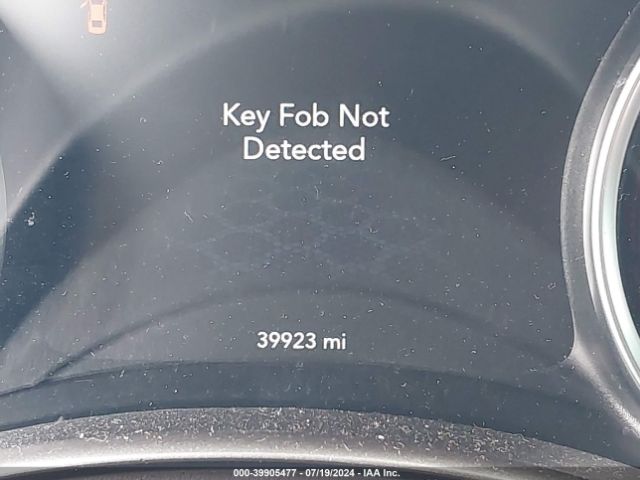 Key Fob Not
Detected
39923 mi
000-39905477 - 07/19/2024 - IAA Inc.